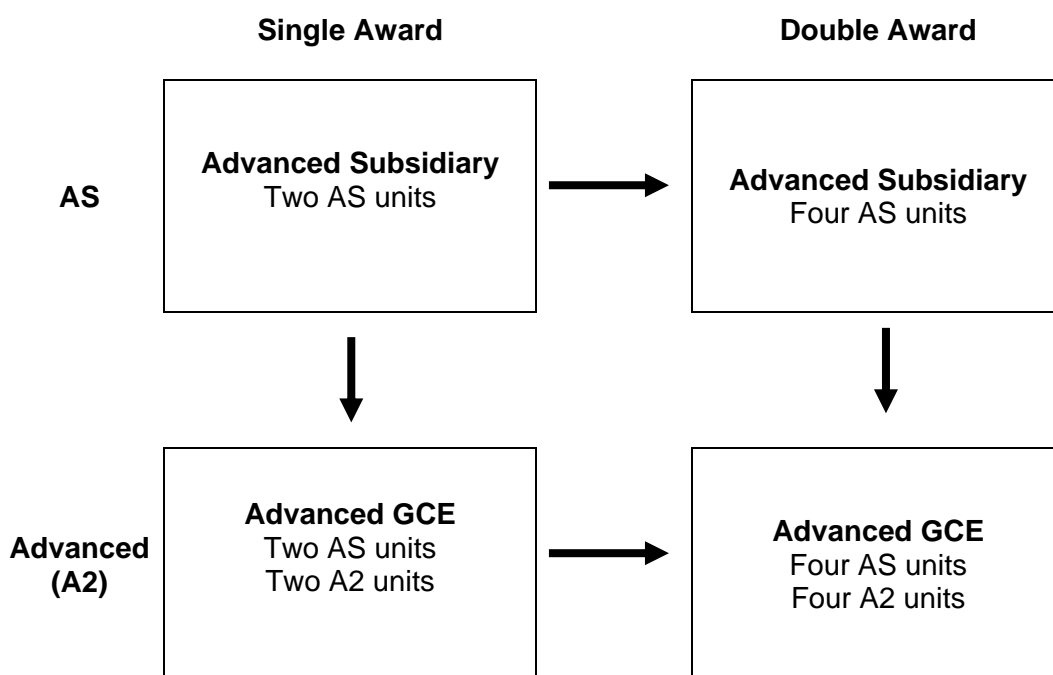 Single Award
Double Award
AS
Advanced Subsidiary
Two AS units
Advanced Subsidiary
Four AS units
Advanced
(A2)
Advanced GCE
Two AS units
Two A2 units
Advanced GCE
Four AS units
Four A2 units